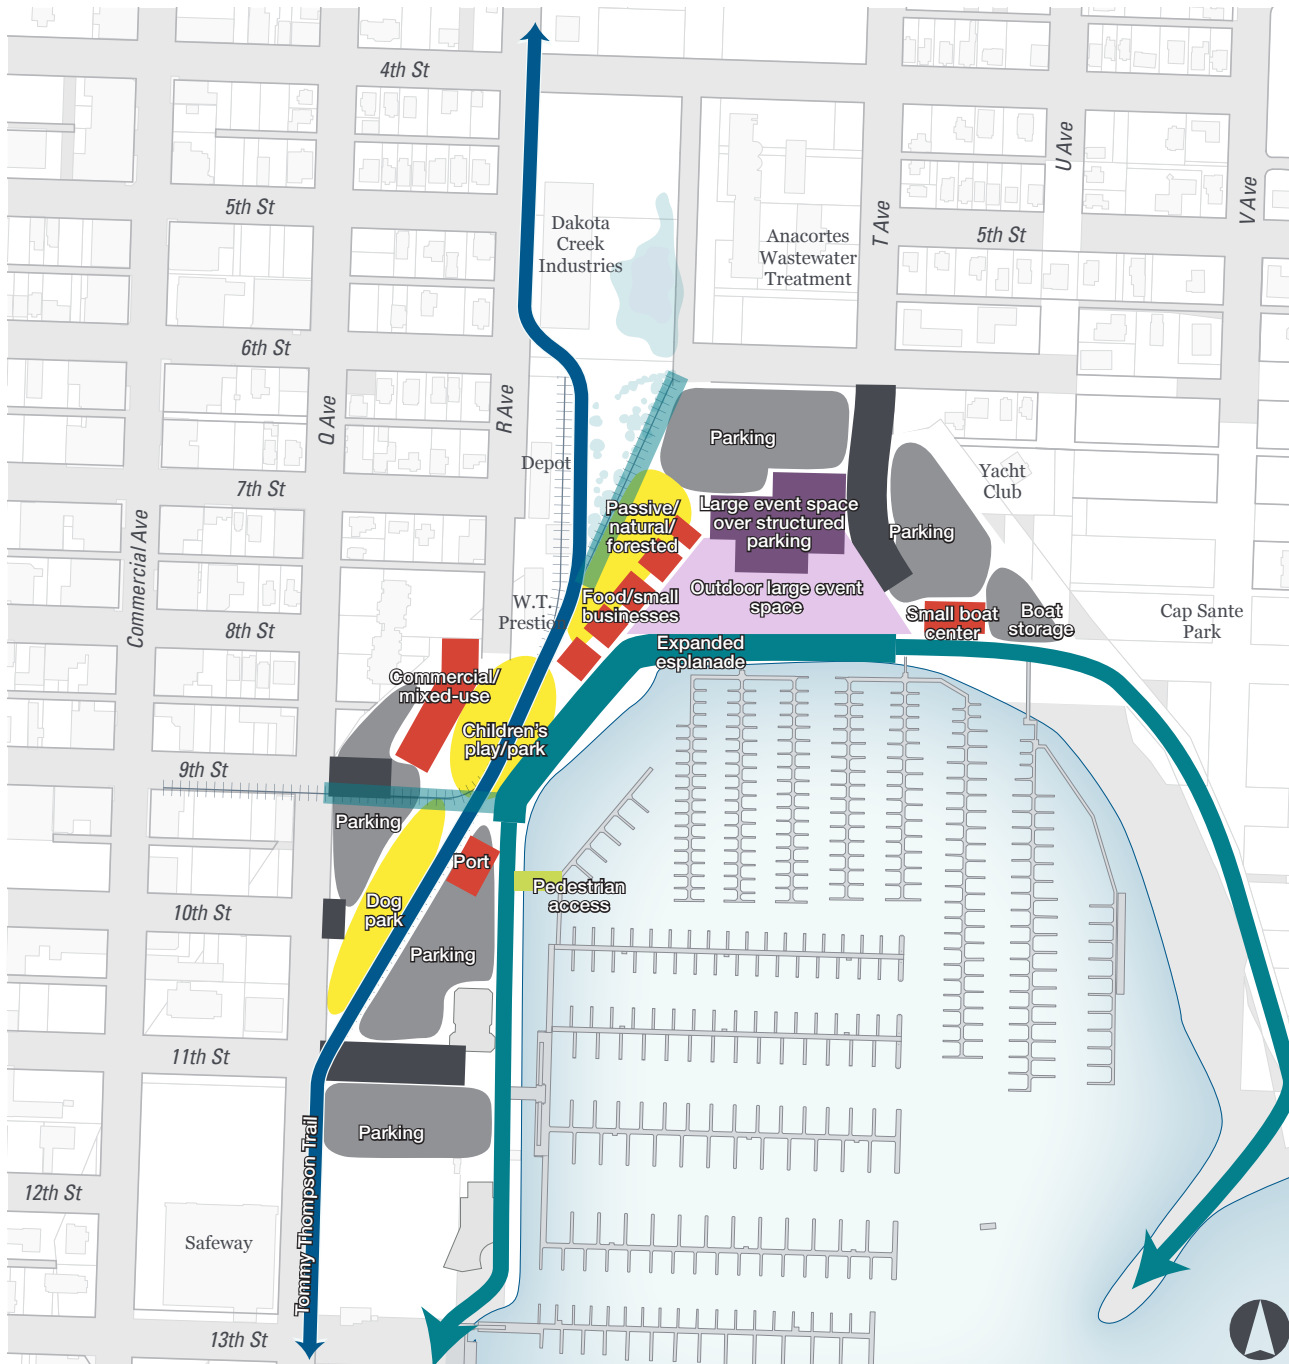 4th St
U Ave
V Ave
5th St
T Ave
5th St
Dakota
Creek
Industries
Anacortes
Wastewater
Treatment
6th St
Q Ave
R Ave
Parking
Depot
Yacht
Club
7th St
Commercial Ave
Passive/
natural/
forested
Large event space
over structured
parking
Parking
W.T.
Food/small
businesses
Outdoor large event
space
Small boat
center
Boat
storage
Cap Sante
Park
8th St
Expanded
esplanade
Commercial/
mixed-use
Children's
play/park
9th St
Parking
Port
Pedestrian
access
Dog
park
10th St
Parking
11th St
Parking
Tommy Thompson Trail
12th St
Safeway
13th St